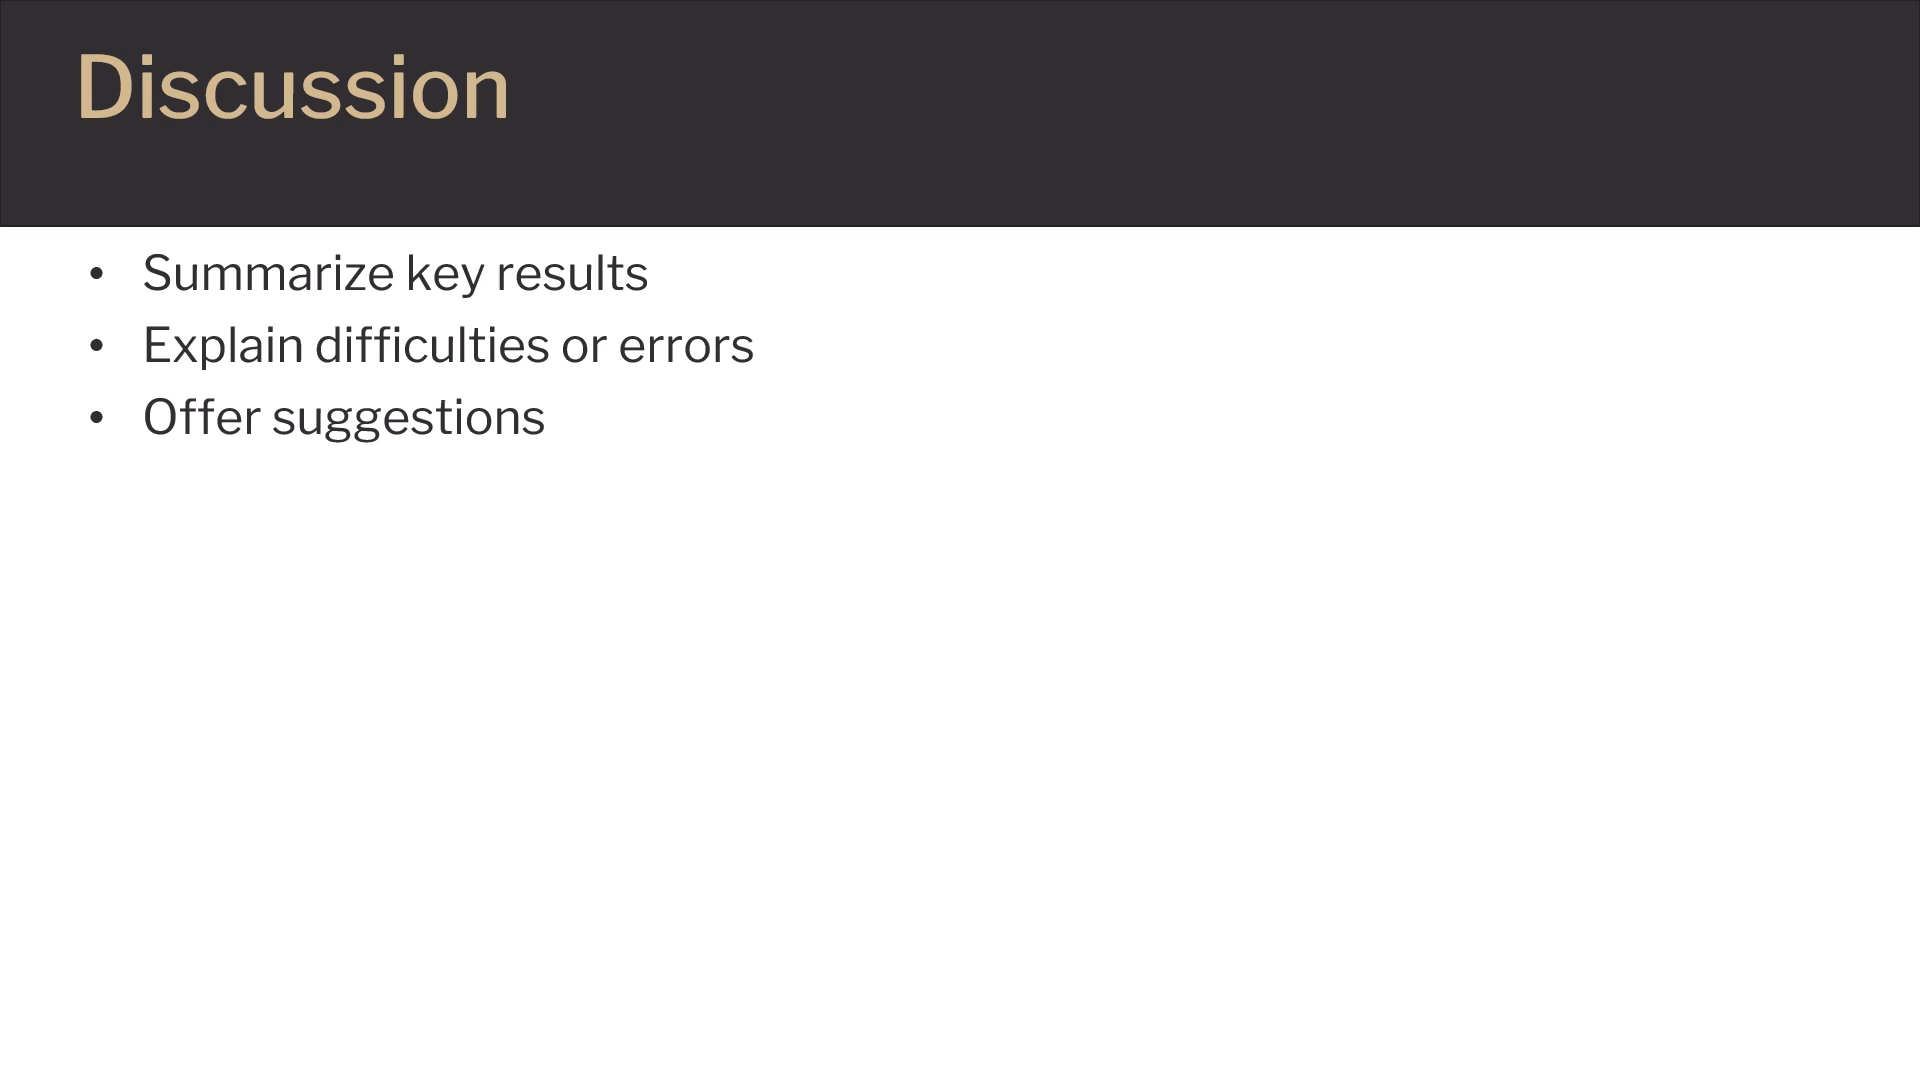 Discussion
• Summarize key results
• Explain difficulties or errors
• Offer suggestions